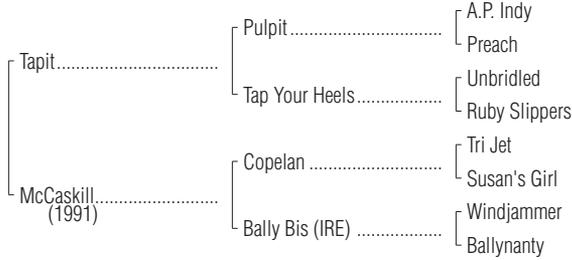 A.P. Indy
Pulpit..................................
Preach
Tapit...................................
Unbridled
Tap Your Heels...................
Ruby Slippers
Tri Jet
Copelan .............................
Susan's Girl
McCaskill...........................
(1991)
Windjammer
Bally Bis (IRE) ...................
Ballynanty